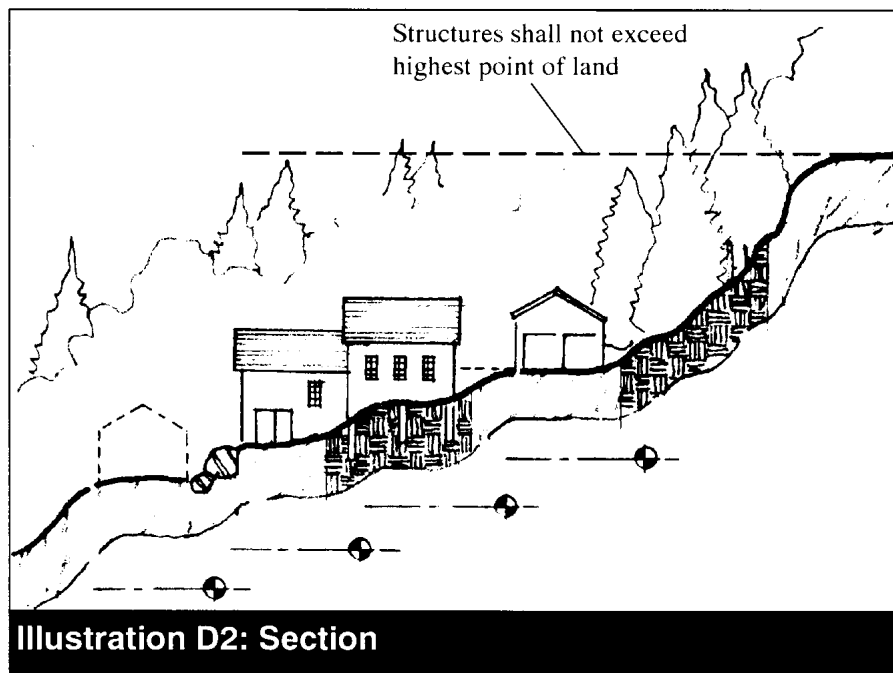 Structures shall not exceed
highest point of land
Illustration D2: Section